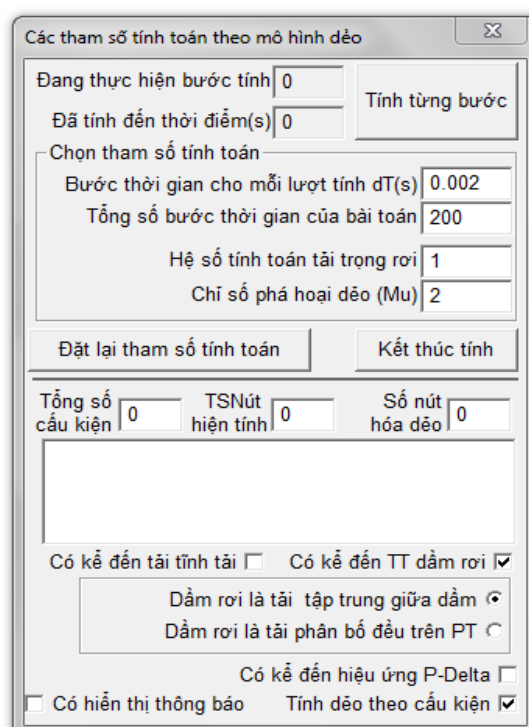 Các tham số tính toán theo mô hình dẻo
Đang thực hiện bước tính 0
Tính từng bước
Đã tính đến thời điểm(s) 0
Chọn tham số tính toán
Bước thời gian cho mỗi lượt tính dT(s) 0.002
Tổng số bước thời gian của bài toán 200
Hệ số tính toán tải trọng rơi 1
Chỉ số phá hoại dẻo (Mu) 2
Đặt lại tham số tính toán Kết thúc tính
Tổng số cấu kiện 0 TSNút hiện tính 0 Số nút hóa dẻo 0
Có kể đến tải tĩnh tải Có kể đến TT dầm rơi
Dầm rơi là tải tập trung giữa dầm
Dầm rơi là tải phân bố đều trên PT
Có kể đến hiệu ứng P-Delta
Có hiển thị thông báo Tính dẻo theo cấu kiện